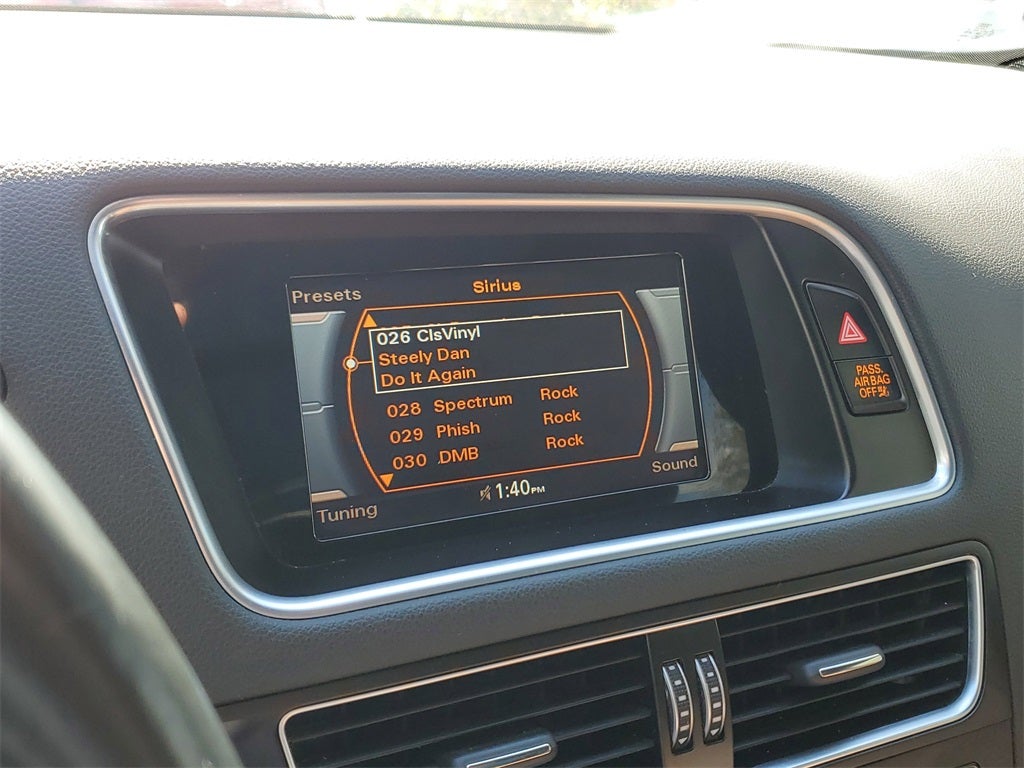 Presets
Sirius
026 ClsVinyl
Steely Dan
Do It Again
028 Spectrum Rock
029 Phish Rock
030 DMB Rock
Tuning
1:40PM
Sound
PASS.
AIR BAG
OFF